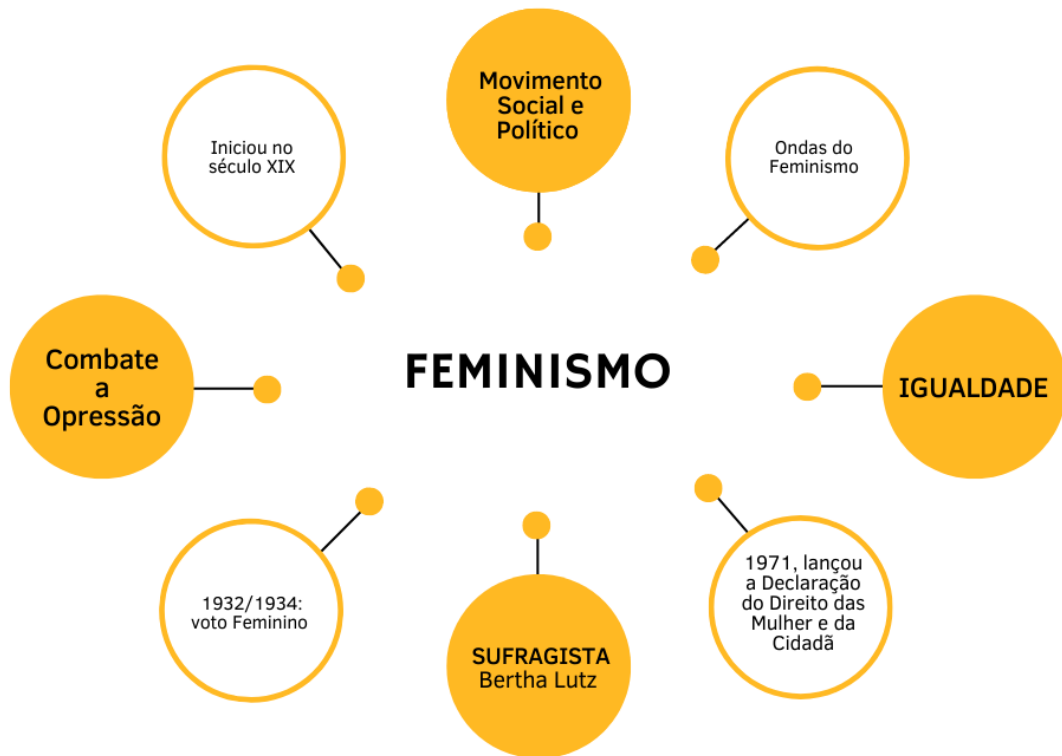 Movimento
Social e
Político
Iniciou no
século XIX
Ondas do
Feminismo
Combate
a
Opressão
FEMINISMO
IGUALDADE
1932/1934:
voto Feminino
SUFRAGISTA
Bertha Lutz
1971, lançou
a Declaração
do Direito das
Mulher e da
Cidadã